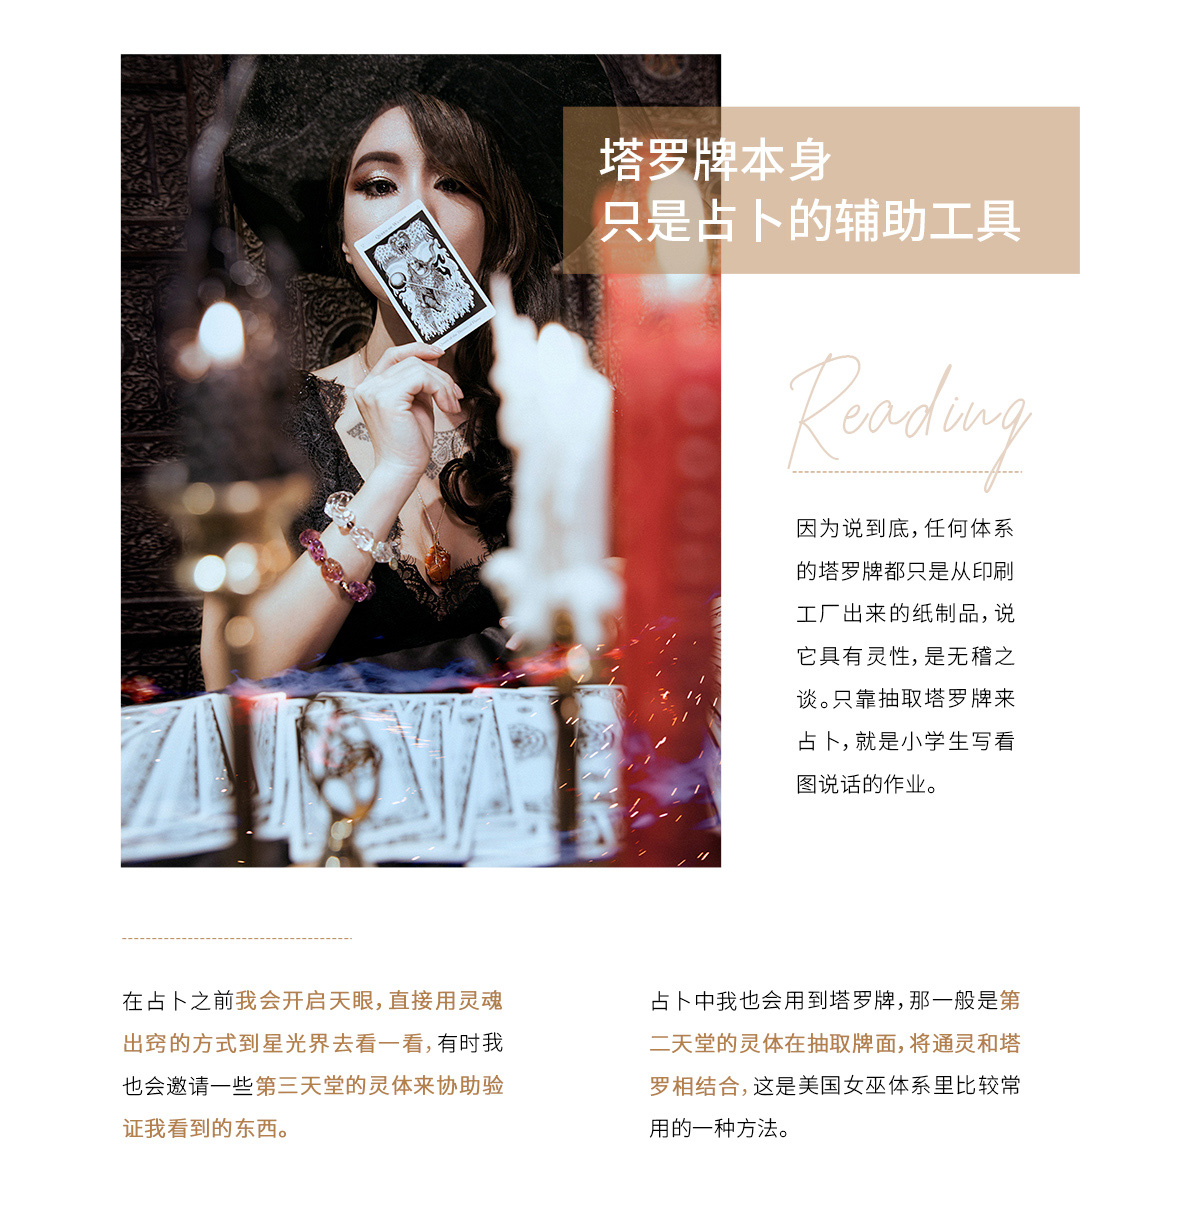 塔罗牌本身
只是占卜的辅助工具
Reading
因为说到底，任何体系
的塔罗牌都只是从印刷
工厂出来的纸制品，说
它具有灵性，是无稽之
谈。只靠抽取塔罗牌来
占卜，就是小学生写看
图说话的作业。
在占卜之前我会开启天眼，直接用灵魂
出窍的方式到星光界去看一看，有时我
也会邀请一些第三天堂的灵体来协助验
证我看到的东西。
占卜中我也会用到塔罗牌，那一般是第
二天堂的灵体在抽取牌面，将通灵和塔
罗相结合，这是美国女巫体系里比较常
用的一种方法。